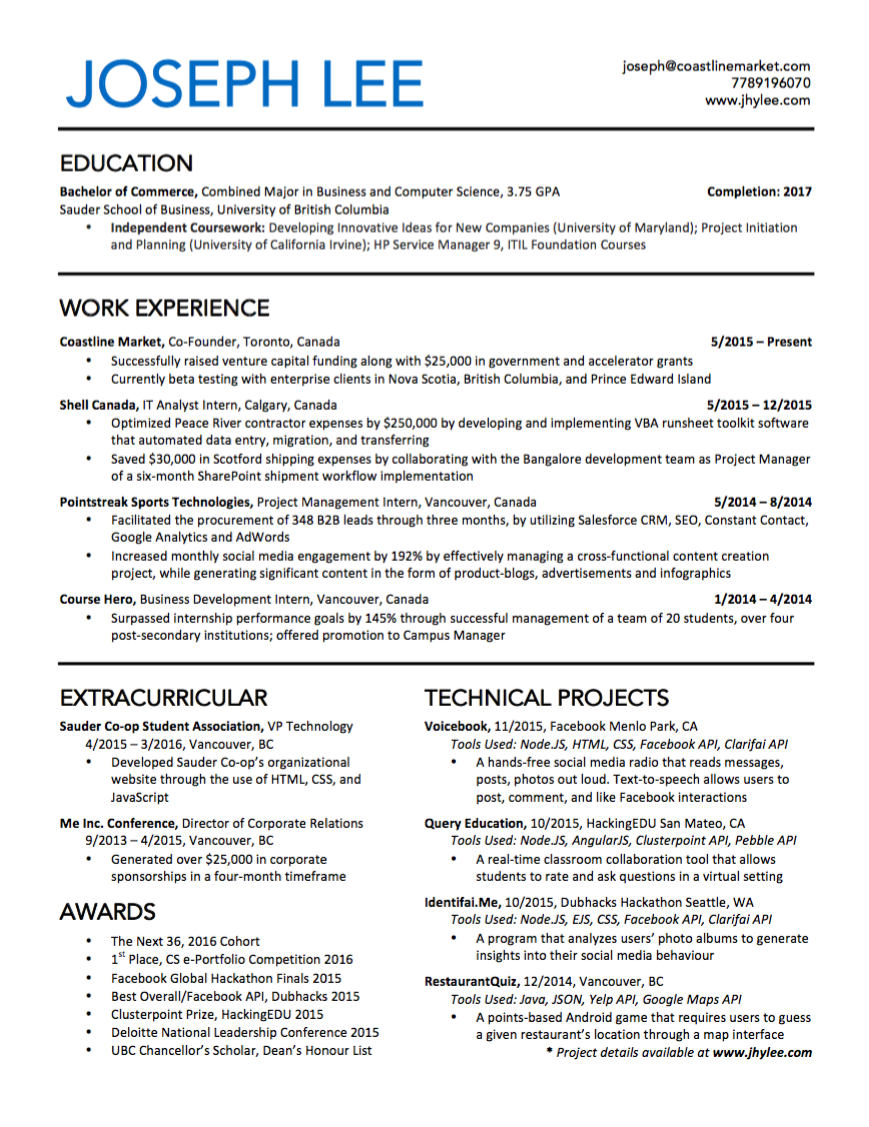 JOSEPH LEE
joseph@coastlinemarket.com
7789196070
www.jhylee.com
EDUCATION
Bachelor of Commerce, Combined Major in Business and Computer Science, 3.75 GPA Completion: 2017
Sauder School of Business, University of British Columbia
• Independent Coursework: Developing Innovative Ideas for New Companies (University of Maryland); Project Initiation
and Planning (University of California Irvine); HP Service Manager 9, ITIL Foundation Courses
WORK EXPERIENCE
Coastline Market, Co-Founder, Toronto, Canada 5/2015 – Present
• Successfully raised venture capital funding along with $25,000 in government and accelerator grants
• Currently beta testing with enterprise clients in Nova Scotia, British Columbia, and Prince Edward Island
Shell Canada, IT Analyst Intern, Calgary, Canada 5/2015 – 12/2015
• Optimized Peace River contractor expenses by $250,000 by developing and implementing VBA runsheet toolkit software
that automated data entry, migration, and transferring
• Saved $30,000 in Scotford shipping expenses by collaborating with the Bangalore development team as Project Manager
of a six-month SharePoint shipment workflow implementation
Pointstreak Sports Technologies, Project Management Intern, Vancouver, Canada 5/2014 – 8/2014
• Facilitated the procurement of 348 B2B leads through three months, by utilizing Salesforce CRM, SEO, Constant Contact,
Google Analytics and AdWords
• Increased monthly social media engagement by 192% by effectively managing a cross-functional content creation
project, while generating significant content in the form of product-blogs, advertisements and infographics
Course Hero, Business Development Intern, Vancouver, Canada 1/2014 – 4/2014
• Surpassed internship performance goals by 145% through successful management of a team of 20 students, over four
post-secondary institutions; offered promotion to Campus Manager
EXTRACURRICULAR
Sauder Co-op Student Association, VP Technology
4/2015 – 3/2016, Vancouver, BC
• Developed Sauder Co-op's organizational
website through the use of HTML, CSS, and
JavaScript
Me Inc. Conference, Director of Corporate Relations
9/2013 – 4/2015, Vancouver, BC
• Generated over $25,000 in corporate
sponsorships in a four-month timeframe
AWARDS
• The Next 36, 2016 Cohort
• 1st Place, CS e-Portfolio Competition 2016
• Facebook Global Hackathon Finals 2015
• Best Overall/Facebook API, Dubhacks 2015
• Clusterpoint Prize, HackingEDU 2015
• Deloitte National Leadership Conference 2015
• UBC Chancellor's Scholar, Dean's Honour List
TECHNICAL PROJECTS
Voicebook, 11/2015, Facebook Menlo Park, CA
Tools Used: Node.JS, HTML, CSS, Facebook API, Clarifai API
• A hands-free social media radio that reads messages,
posts, photos out loud. Text-to-speech allows users to
post, comment, and like Facebook interactions
Query Education, 10/2015, HackingEDU San Mateo, CA
Tools Used: Node.JS, AngularJS, Clusterpoint API, Pebble API
• A real-time classroom collaboration tool that allows
students to rate and ask questions in a virtual setting
Identifai.Me, 10/2015, Dubhacks Hackathon Seattle, WA
Tools Used: Node.JS, EJS, CSS, Facebook API, Clarifai API
• A program that analyzes users' photo albums to generate
insights into their social media behaviour
RestaurantQuiz, 12/2014, Vancouver, BC
Tools Used: Java, JSON, Yelp API, Google Maps API
• A points-based Android game that requires users to guess
a given restaurant's location through a map interface
* Project details available at www.jhylee.com